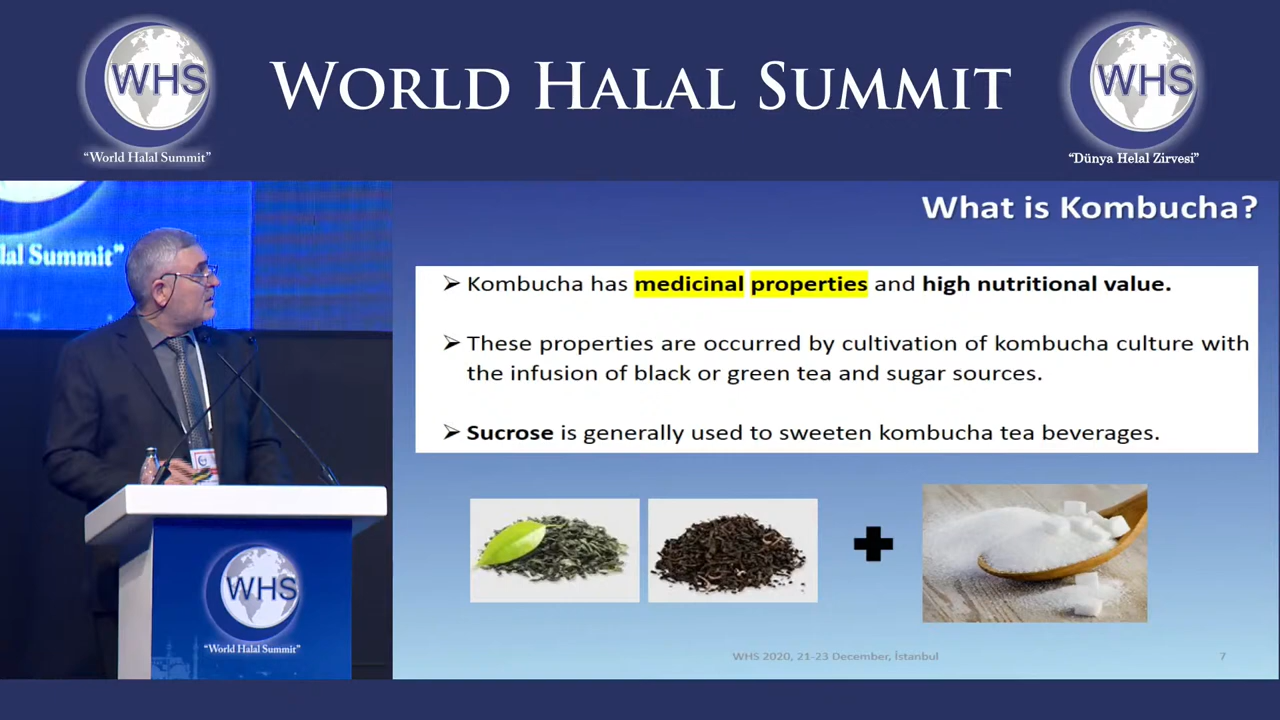 WHS
"World Halal Summit"
WORLD HALAL SUMMIT
WHS
"Dünya Helal Zirvesi"
lal Summit"
What is Kombucha?
➢ Kombucha has medicinal properties and high nutritional value.
➢ These properties are occurred by cultivation of kombucha culture with
the infusion of black or green tea and sugar sources.
➢ Sucrose is generally used to sweeten kombucha tea beverages.
WHS
"World Halal Summit"
WHS 2020, 21-23 December, İstanbul
7